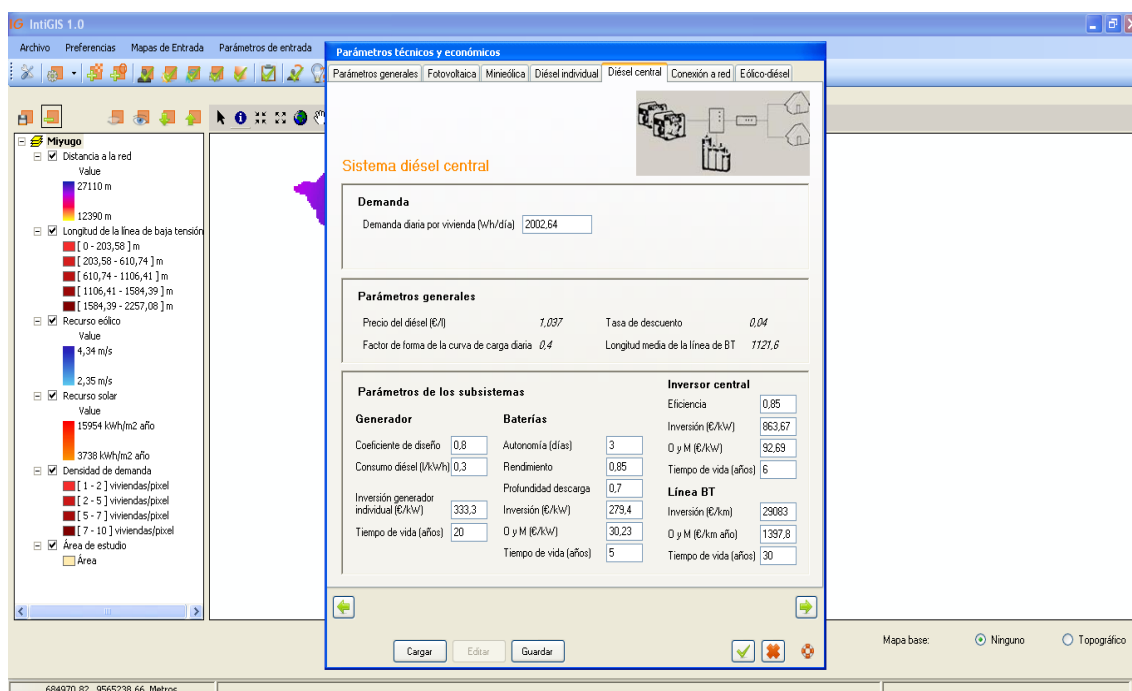 IG IntiGIS 1.0
Archivo Preferencias Mapas de Entrada Parámetros de entrada
Parámetros técnicos y económicos
Parámetros generales Fotovoltaica Minieólica Diésel individual Diésel central Conexión a red Eólico-diésel
Miyugo
Distancia a la red
Value
27110 m
12390 m
Longitud de la línea de baja tensión
[ 0 - 203,58 ] m
[ 203,58 - 610,74 ] m
[ 610,74 - 1106,41 ] m
[ 1106,41 - 1584,39 ] m
[ 1584,39 - 2257,08 ] m
Recurso eólico
Value
4,34 m/s
2,35 m/s
Recurso solar
Value
15954 kWh/m2 año
3738 kWh/m2 año
Densidad de demanda
[ 1 - 2 ] viviendas/pixel
[ 2 - 5 ] viviendas/pixel
[ 5 - 7 ] viviendas/pixel
[ 7 - 10 ] viviendas/pixel
Área de estudio
Área
Sistema diésel central
Demanda
Demanda diaria por vivienda (Wh/día) 2002,64
Parámetros generales
Precio del diésel (€/l) 1,037 Tasa de descuento 0,04
Factor de forma de la curva de carga diaria 0,4 Longitud media de la línea de BT 1121,6
Parámetros de los subsistemas
Generador
Coeficiente de diseño 0,8
Consumo diésel (l/kWh) 0,3
Inversión generador
individual (€/kW) 333,3
Tiempo de vida (años) 20
Baterías
Autonomía (días) 3
Rendimiento 0,85
Profundidad descarga 0,7
Inversión (€/kW) 279,4
O y M (€/kW) 30,23
Tiempo de vida (años) 5
Inversor central
Eficiencia 0,85
Inversión (€/kW) 863,67
O y M (€/kW) 92,69
Tiempo de vida (años) 6
Línea BT
Inversión (€/km) 29083
O y M (€/km año) 1397,8
Tiempo de vida (años) 30
Cargar Editar Guardar
Mapa base: Ninguno Topográfico
684970,82 9565238,66 Metros